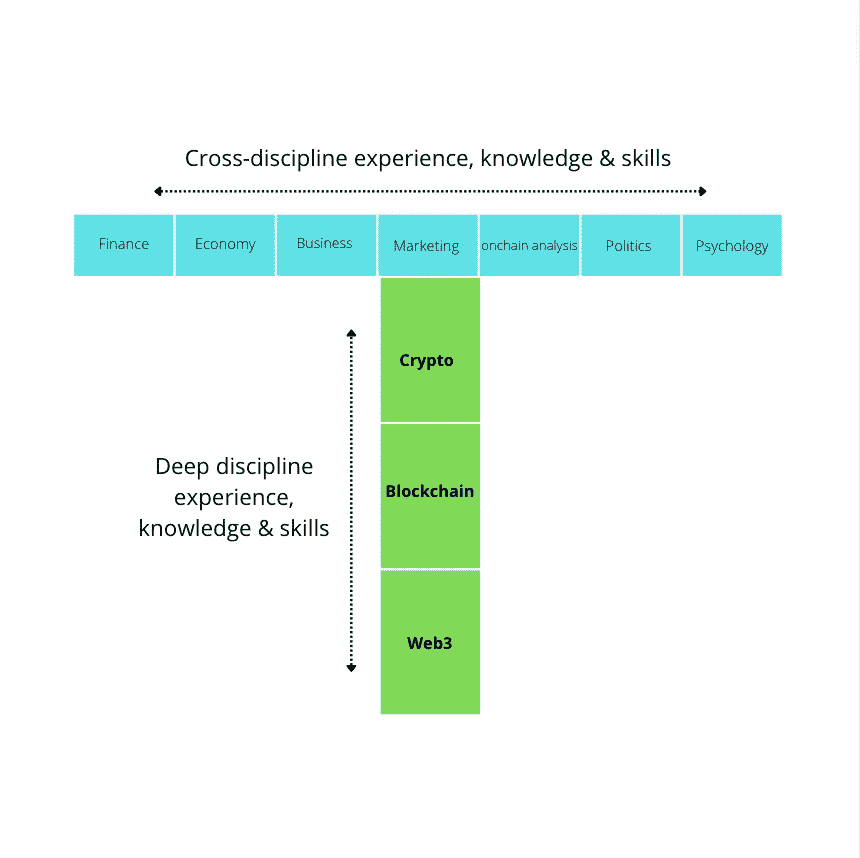 Cross-discipline experience, knowledge & skills
Finance
Economy
Business
Marketing
onchain analysis
Politics
Psychology
Crypto
Deep discipline
experience,
knowledge & skills
Blockchain
Web3